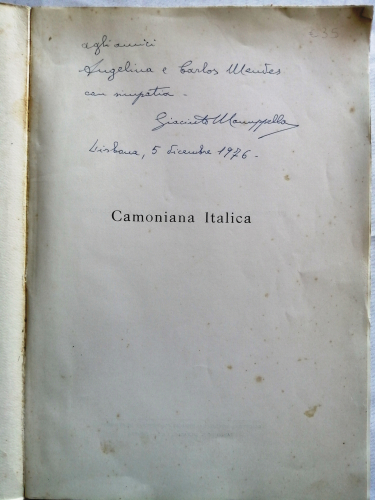 agli amici
Angelina e Carlos Mendes
con simpatia.
Giacinto Manuppella
Lisbona, 5 dicembre 1976.
Camoniana Italica